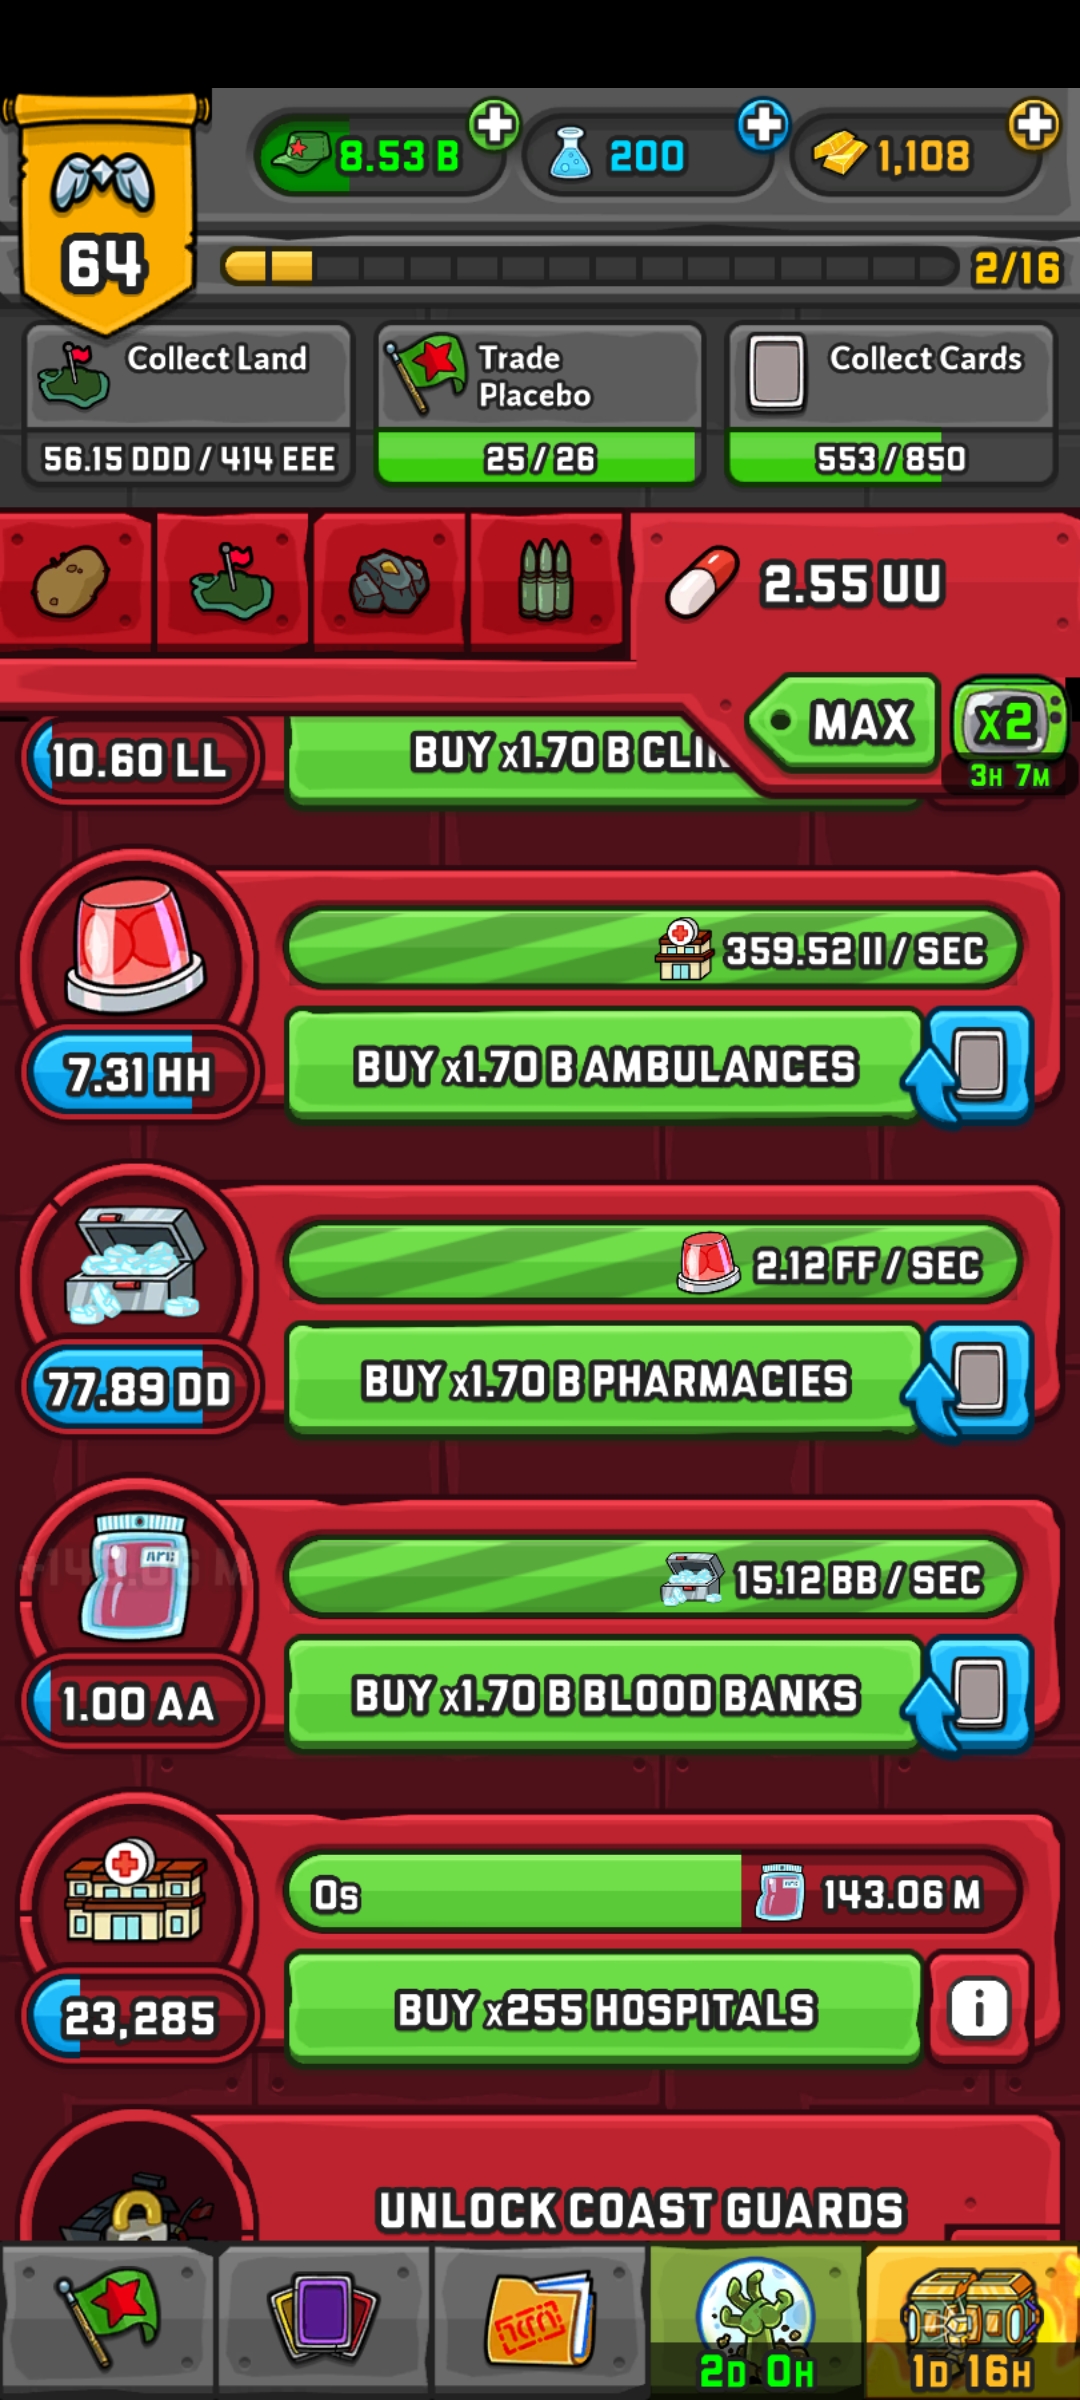 8.53 B
200
1,108
64
2/16
Collect Land
56.15 DDD / 414 EEE
Trade
Placebo
25 / 26
Collect Cards
553 / 850
2.55 UU
MAX
x2
3H 7M
10.60 LL
BUY x1.70 B
359.52 II / SEC
7.31 HH
BUY x1.70 B AMBULANCES
2.12 FF / SEC
77.89 DD
BUY x1.70 B PHARMACIES
15.12 BB / SEC
1.00 AA
BUY x1.70 B BLOOD BANKS
0s
143.06 M
23,285
BUY x255 HOSPITALS
i
UNLOCK COAST GUARDS
2D 0H
1D 16H